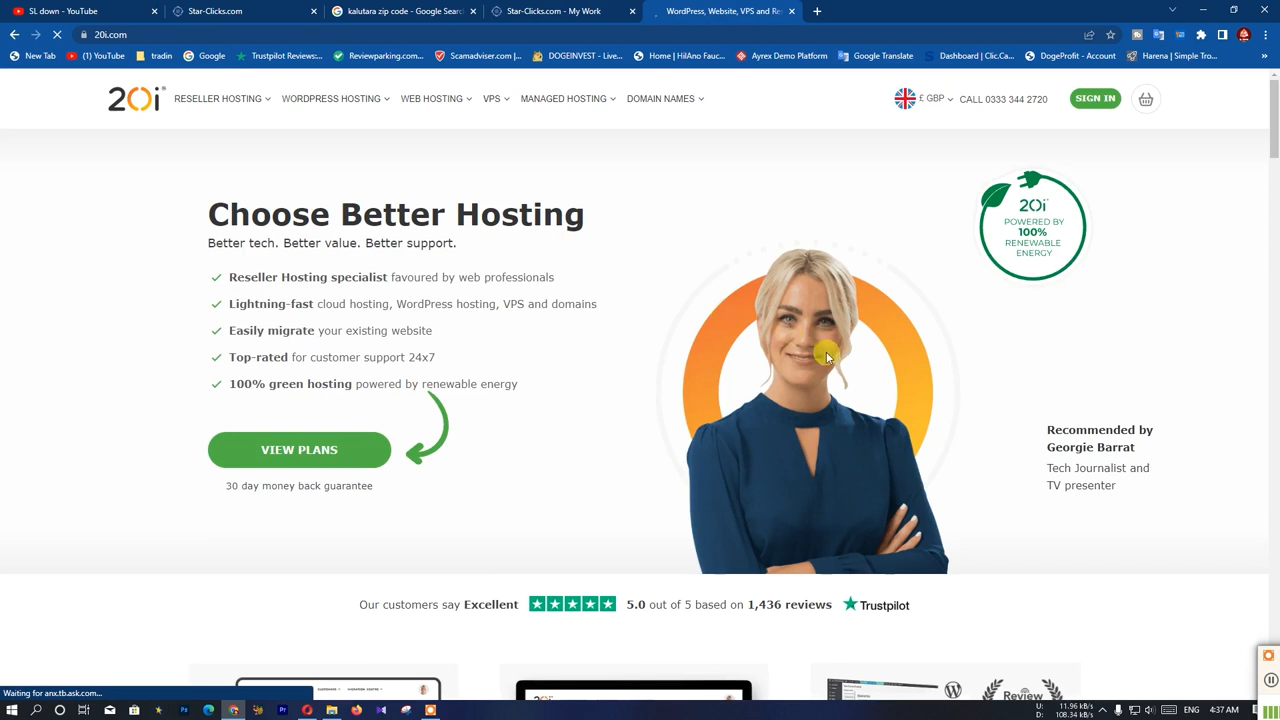 SL down - YouTube
Star-Clicks.com
kalutara zip code - Google Searc
Star-Clicks.com - My Work
WordPress, Website, VPS and Re
20i.com
New Tab
(1) YouTube
tradin
Google
Trustpilot Reviews:...
Reviewparking.com...
Scamadviser.com |...
DOGEINVEST - Live...
Home | HilAno Fauc...
Ayrex Demo Platform
Google Translate
Dashboard | Clic.Ca...
DogeProfit - Account
Harena | Simple Tro...
20i
RESELLER HOSTING
WORDPRESS HOSTING
WEB HOSTING
VPS
MANAGED HOSTING
DOMAIN NAMES
£ GBP
CALL 0333 344 2720
SIGN IN
Choose Better Hosting
Better tech. Better value. Better support.
Reseller Hosting specialist favoured by web professionals
Lightning-fast cloud hosting, WordPress hosting, VPS and domains
Easily migrate your existing website
Top-rated for customer support 24x7
100% green hosting powered by renewable energy
VIEW PLANS
30 day money back guarantee
20i
POWERED BY
100%
RENEWABLE
ENERGY
Recommended by
Georgie Barrat
Tech Journalist and
TV presenter
Our customers say Excellent 5.0 out of 5 based on 1,436 reviews Trustpilot
Review
Waiting for anx.tb.ask.com...
U: 11.96 kB/s
D: 108.34 kB/s
ENG
4:37 AM